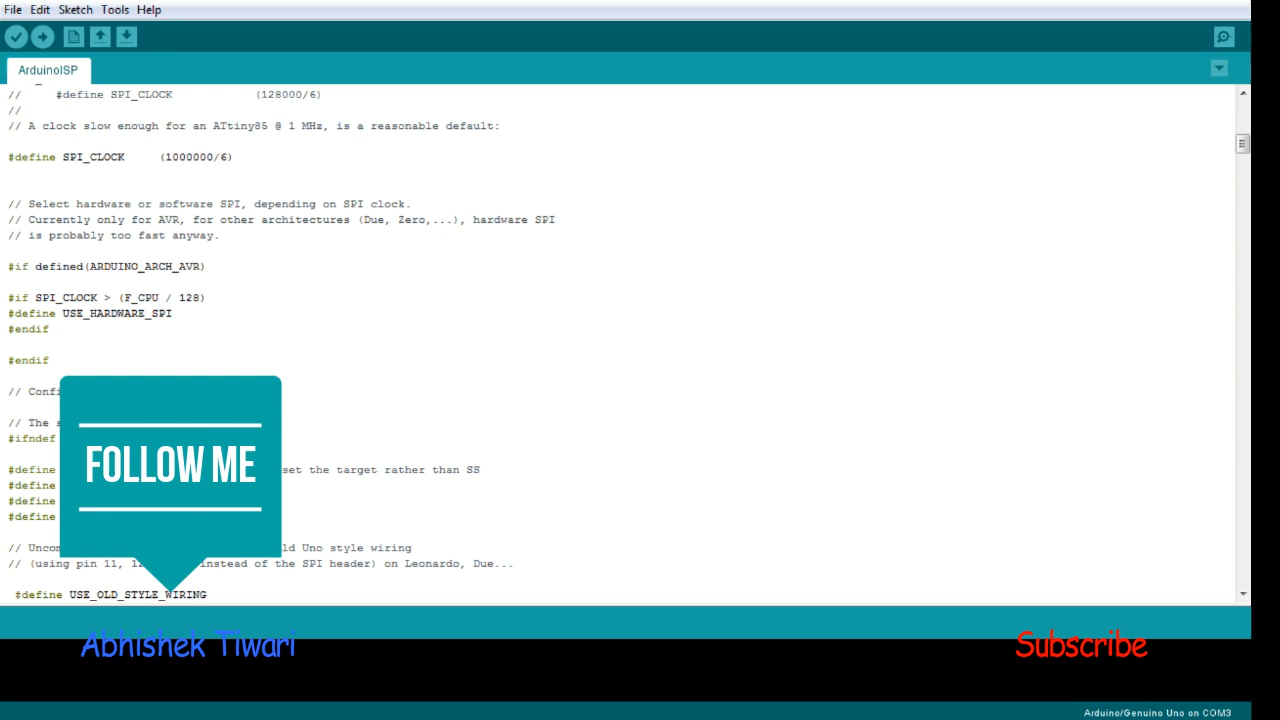 File Edit Sketch Tools Help
ArduinoISP
// #define SPI_CLOCK (128000/6)
//
// A clock slow enough for an ATtiny85 @ 1 MHz, is a reasonable default:
#define SPI_CLOCK (1000000/6)
// Select hardware or software SPI, depending on SPI clock.
// Currently only for AVR, for other architectures (Due, Zero,...), hardware SPI
// is probably too fast anyway.
#if defined(ARDUINO_ARCH_AVR)
#if SPI_CLOCK > (F_CPU / 128)
#define USE_HARDWARE_SPI
#endif
#endif
// Confi
// The
#ifndef
#define set the target rather than SS
#define
#define
#define
FOLLOW ME
// Uncom ld Uno style wiring
// (using pin 11, 1 instead of the SPI header) on Leonardo, Due...
#define USE_OLD_STYLE_WIRING
Abhishek Tiwari
Subscribe
Arduino/Genuino Uno on COM3